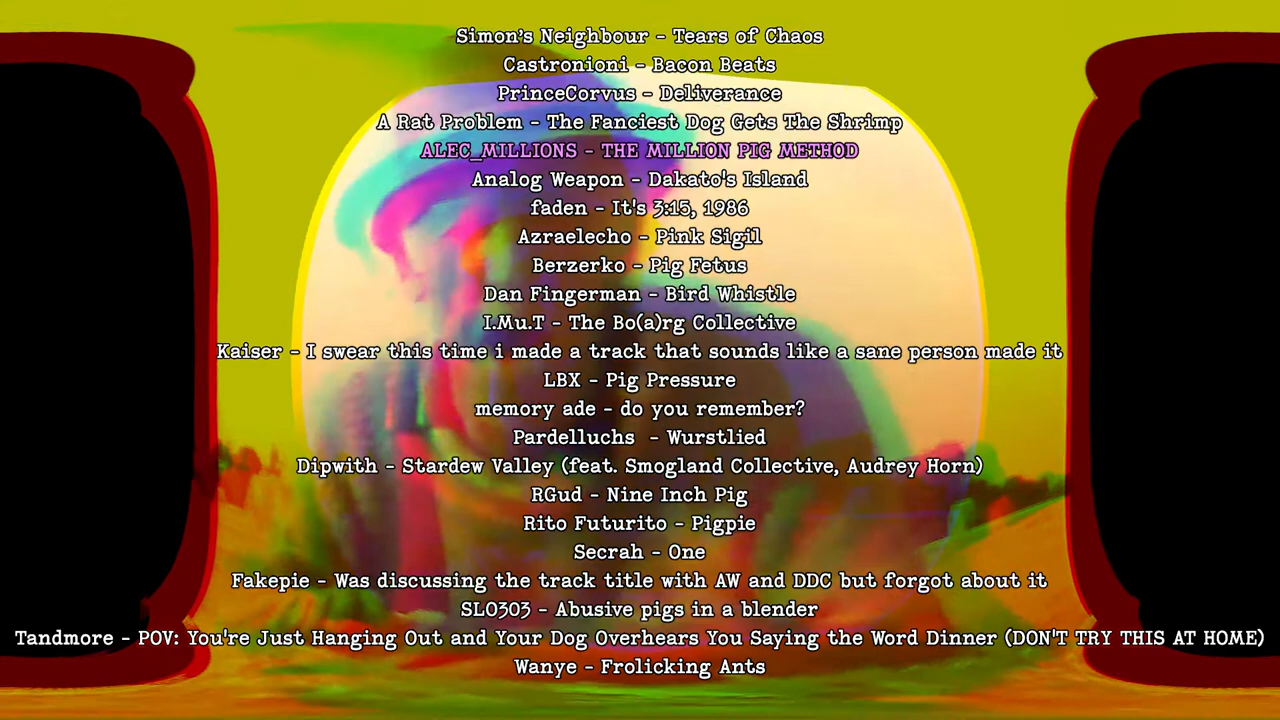 Simon's Neighbour - Tears of Chaos
Castronioni - Bacon Beats
PrinceCorvus - Deliverance
A Rat Problem - The Fanciest Dog Gets The Shrimp
ALEC_MILLIONS - THE MILLION PIG METHOD
Analog Weapon - Dakato's Island
faden - It's 3:15, 1986
Azraelecho - Pink Sigil
Berzerko - Pig Fetus
Dan Fingerman - Bird Whistle
I.Mu.T - The Bo(a)rg Collective
Kaiser - I swear this time i made a track that sounds like a sane person made it
LBX - Pig Pressure
memory ade - do you remember?
Pardelluchs  - Wurstlied
Dipwith - Stardew Valley (feat. Smogland Collective, Audrey Horn)
RGud - Nine Inch Pig
Rito Futurito - Pigpie
Secrah - One
Fakepie - Was discussing the track title with AW and DDC but forgot about it
SLO303 - Abusive pigs in a blender
Tandmore - POV: You're Just Hanging Out and Your Dog Overhears You Saying the Word Dinner (DON'T TRY THIS AT HOME)
Wanye - Frolicking Ants